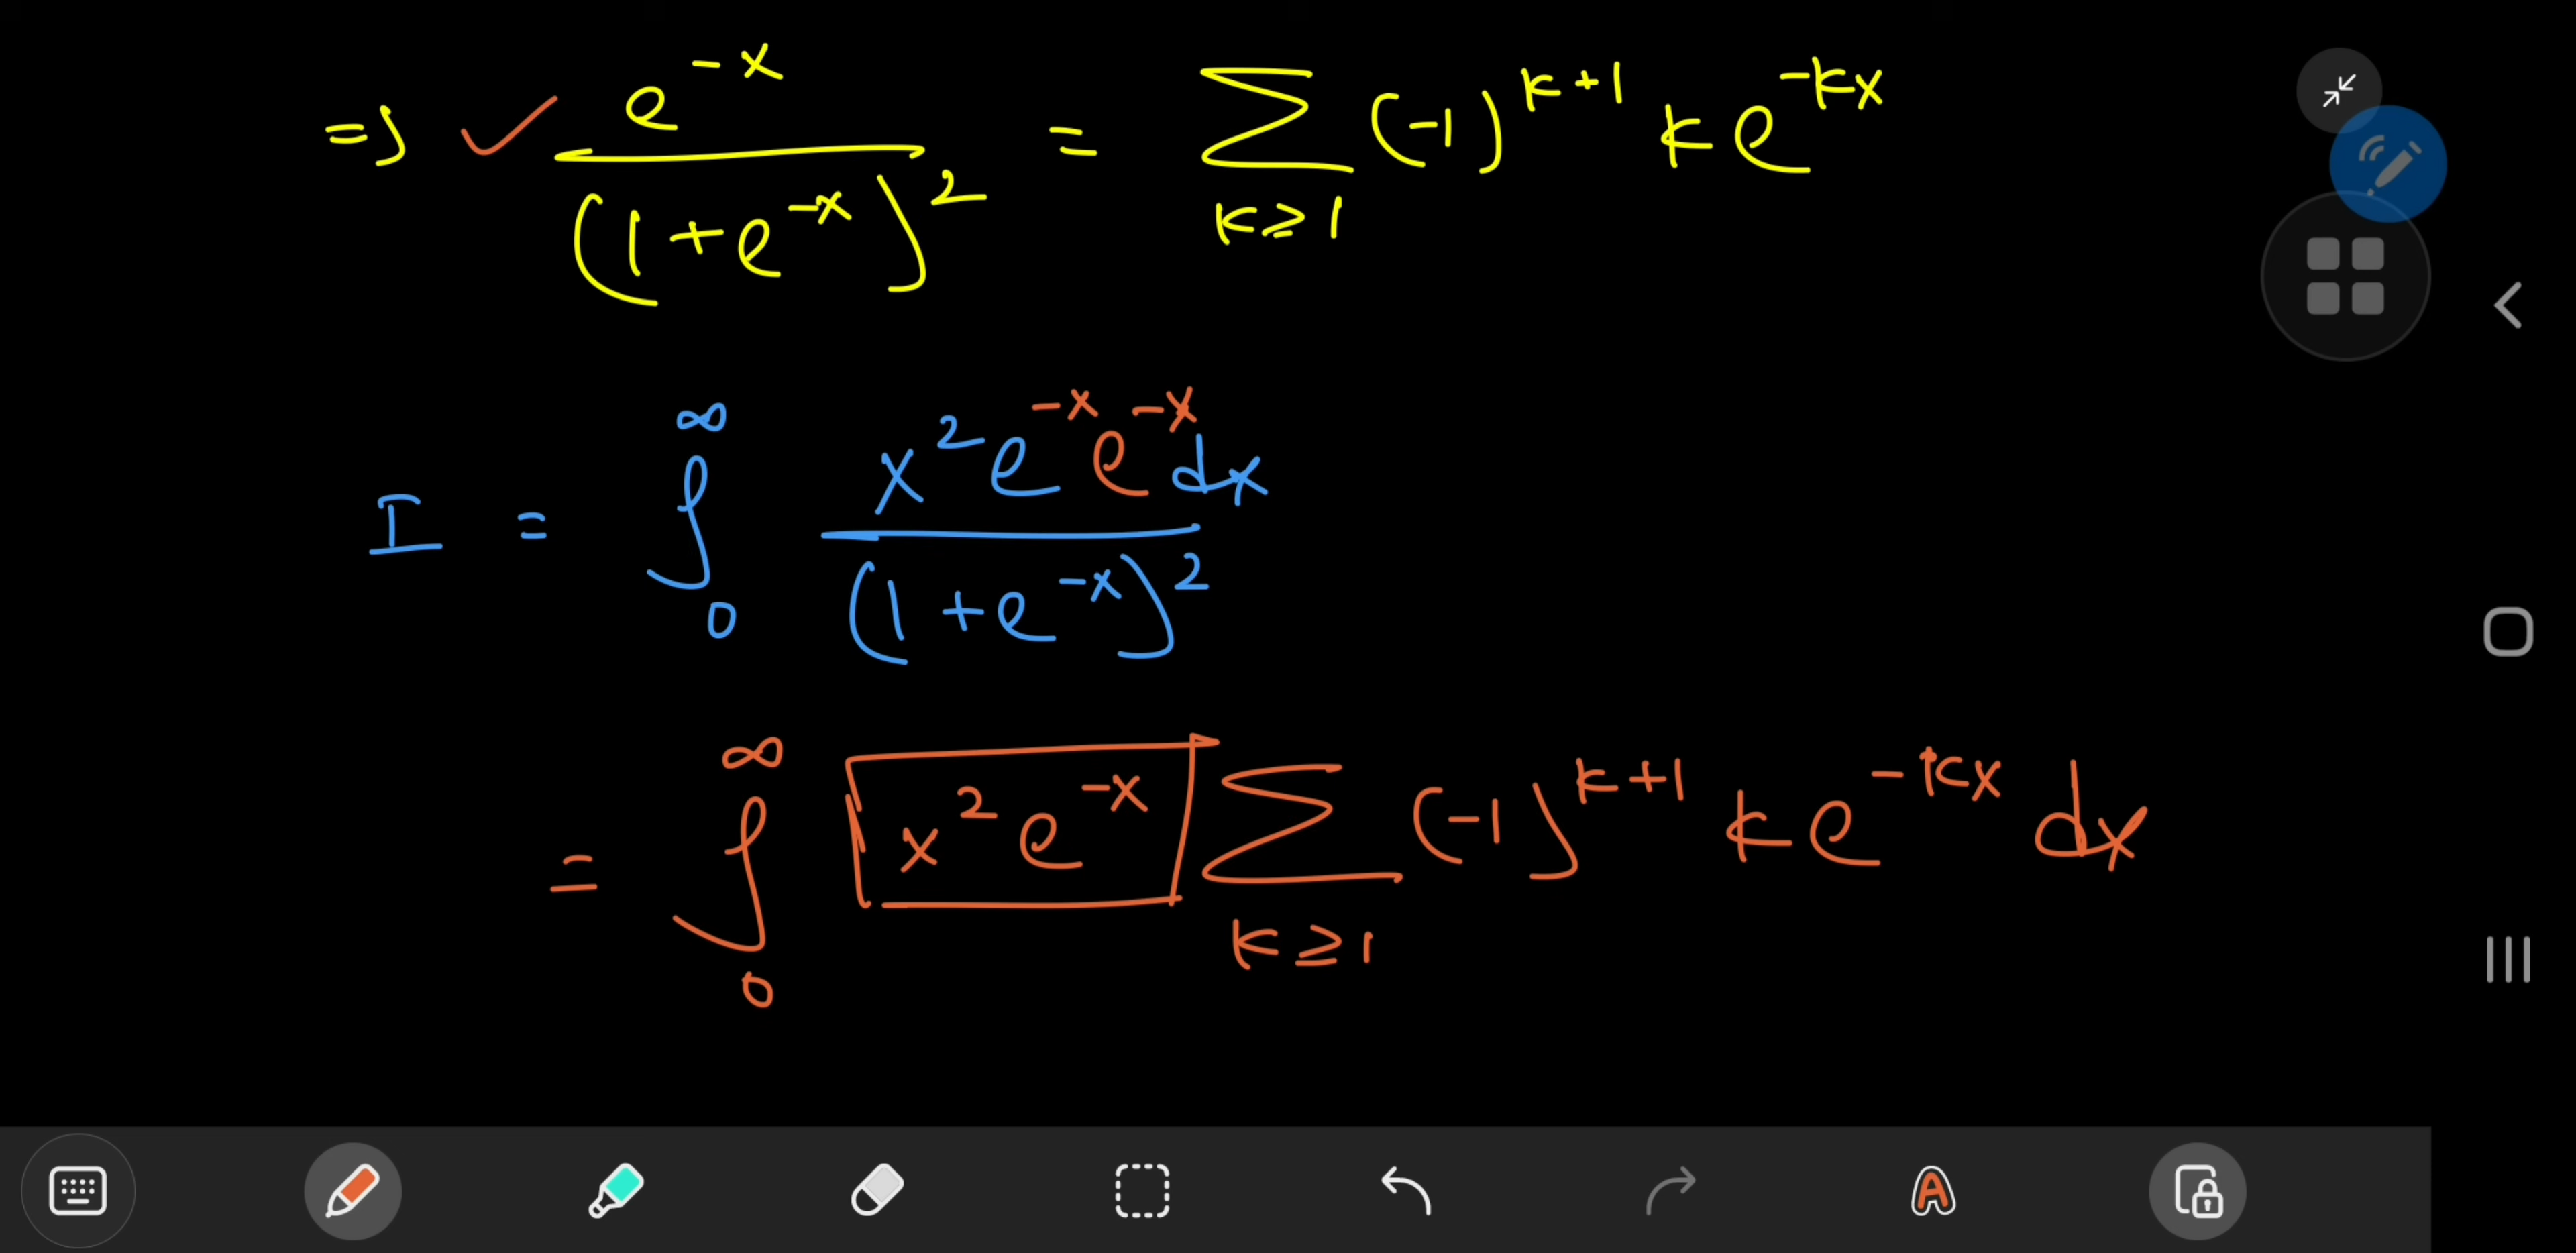 => ✓ e^{-x} / (1+e^{-x})^2 = ∑_{k≥1} (-1)^{k+1} k e^{-kx}
I = ∫_0^∞ x^2 e^{-x} e^{-x} dx / (1+e^{-x})^2
= ∫_0^∞ x^2 e^{-x} ∑_{k≥1} (-1)^{k+1} k e^{-kx} dx
A